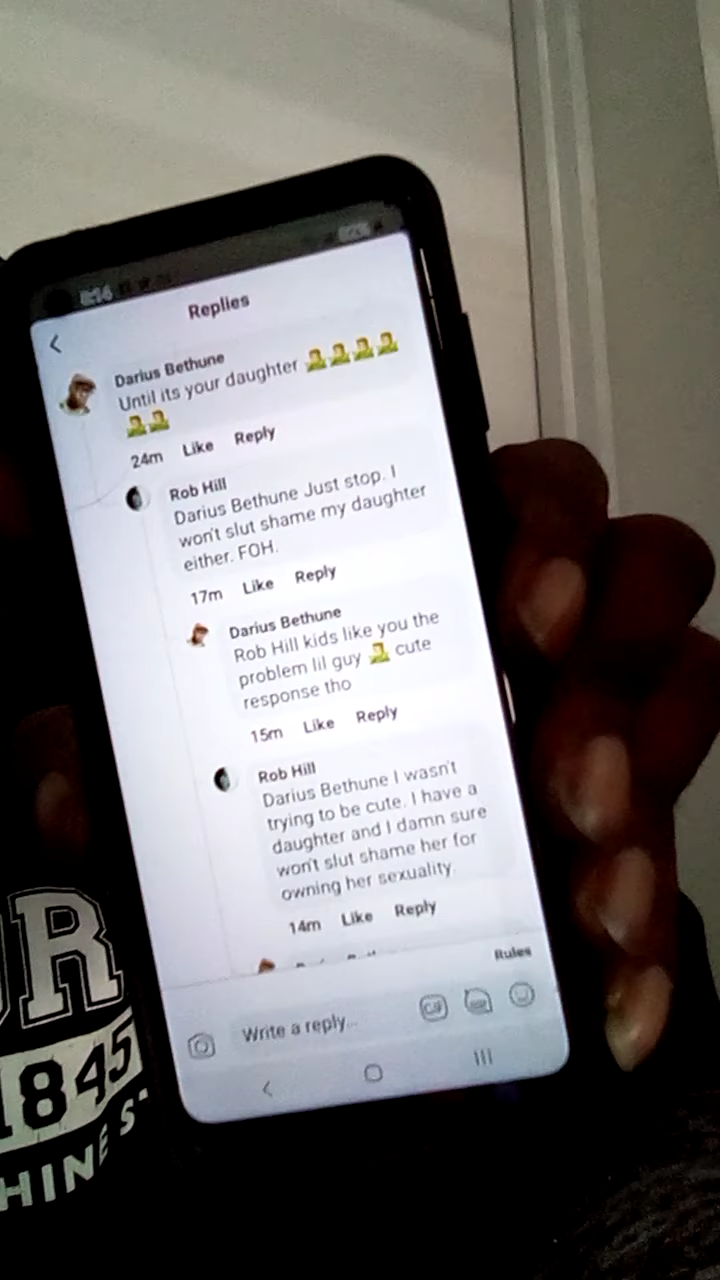 8:14
Replies
Darius Bethune
Until its your daughter
24m Like Reply
Rob Hill
Darius Bethune Just stop. I
won't slut shame my daughter
either. FOH.
17m Like Reply
Darius Bethune
Rob Hill kids like you the
problem lil guy cute
response tho
15m Like Reply
Rob Hill
Darius Bethune I wasn't
trying to be cute. I have a
daughter and I damn sure
won't slut shame her for
owning her sexuality
14m Like Reply
Rules
Write a reply...
GIF
R
1845
HINES